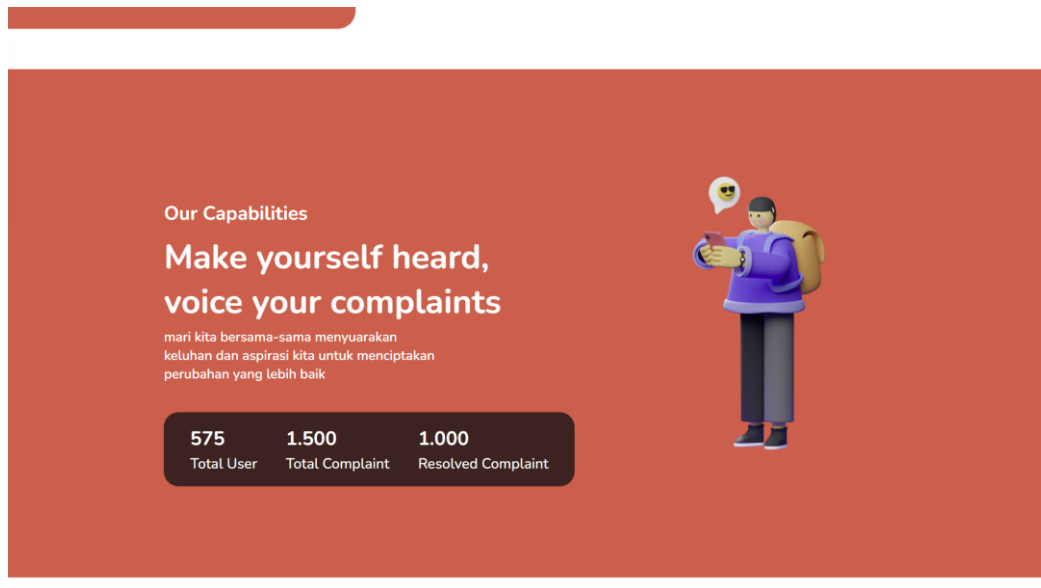 Our Capabilities
Make yourself heard,
voice your complaints
mari kita bersama-sama menyuarakan
keluhan dan aspirasi kita untuk menciptakan
perubahan yang lebih baik
575 1.500 1.000
Total User Total Complaint Resolved Complaint